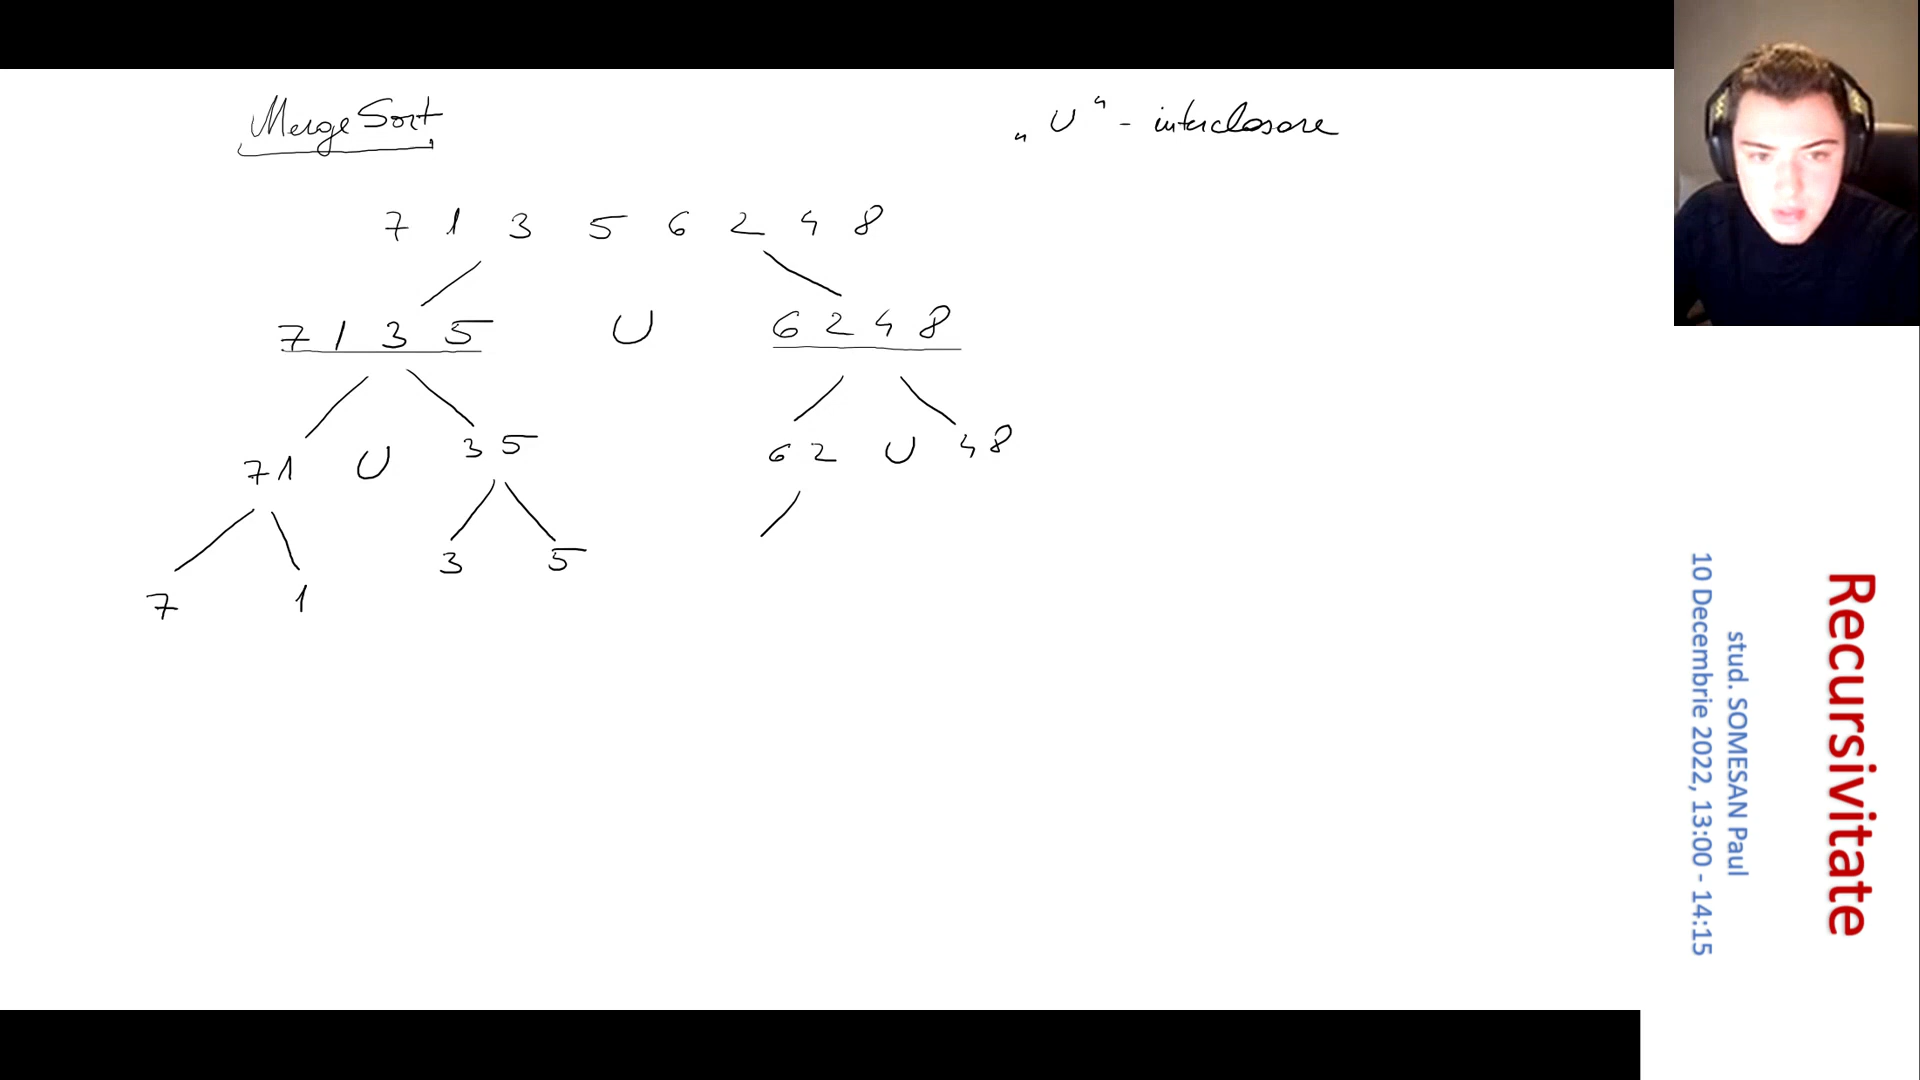 MergeSort
„U“ - interclasare
7 1 3 5 6 2 4 8
7 1 3 5 U 6 2 4 8
7 1 U 3 5 6 2 U 4 8
7 1 3 5
Recursivitate
stud. SOMESAN Paul
10 Decembrie 2022, 13:00 - 14:15